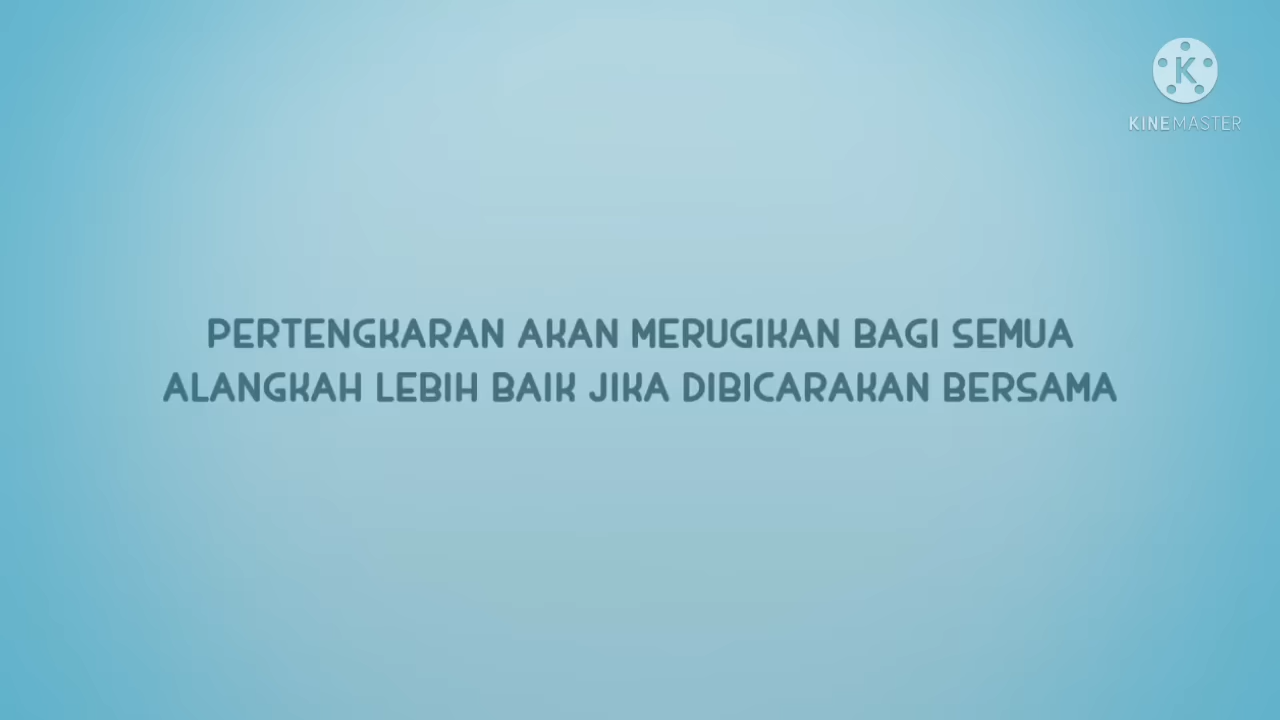 K
KINEMASTER
PERTENGKARAN AKAN MERUGIKAN BAGI SEMUA
ALANGKAH LEBIH BAIK JIKA DIBICARAKAN BERSAMA